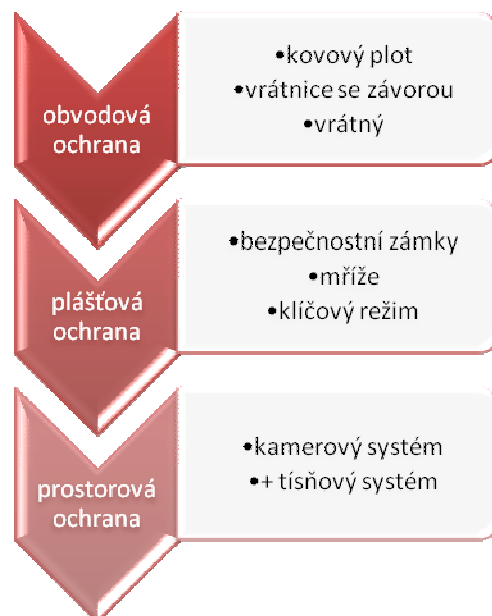 obvodová
ochrana
•kovový plot
•vrátnice se závorou
•vrátný
plášťová
ochrana
•bezpečnostní zámky
•mříže
•klíčový režim
prostorová
ochrana
•kamerový systém
•+ tísňový systém